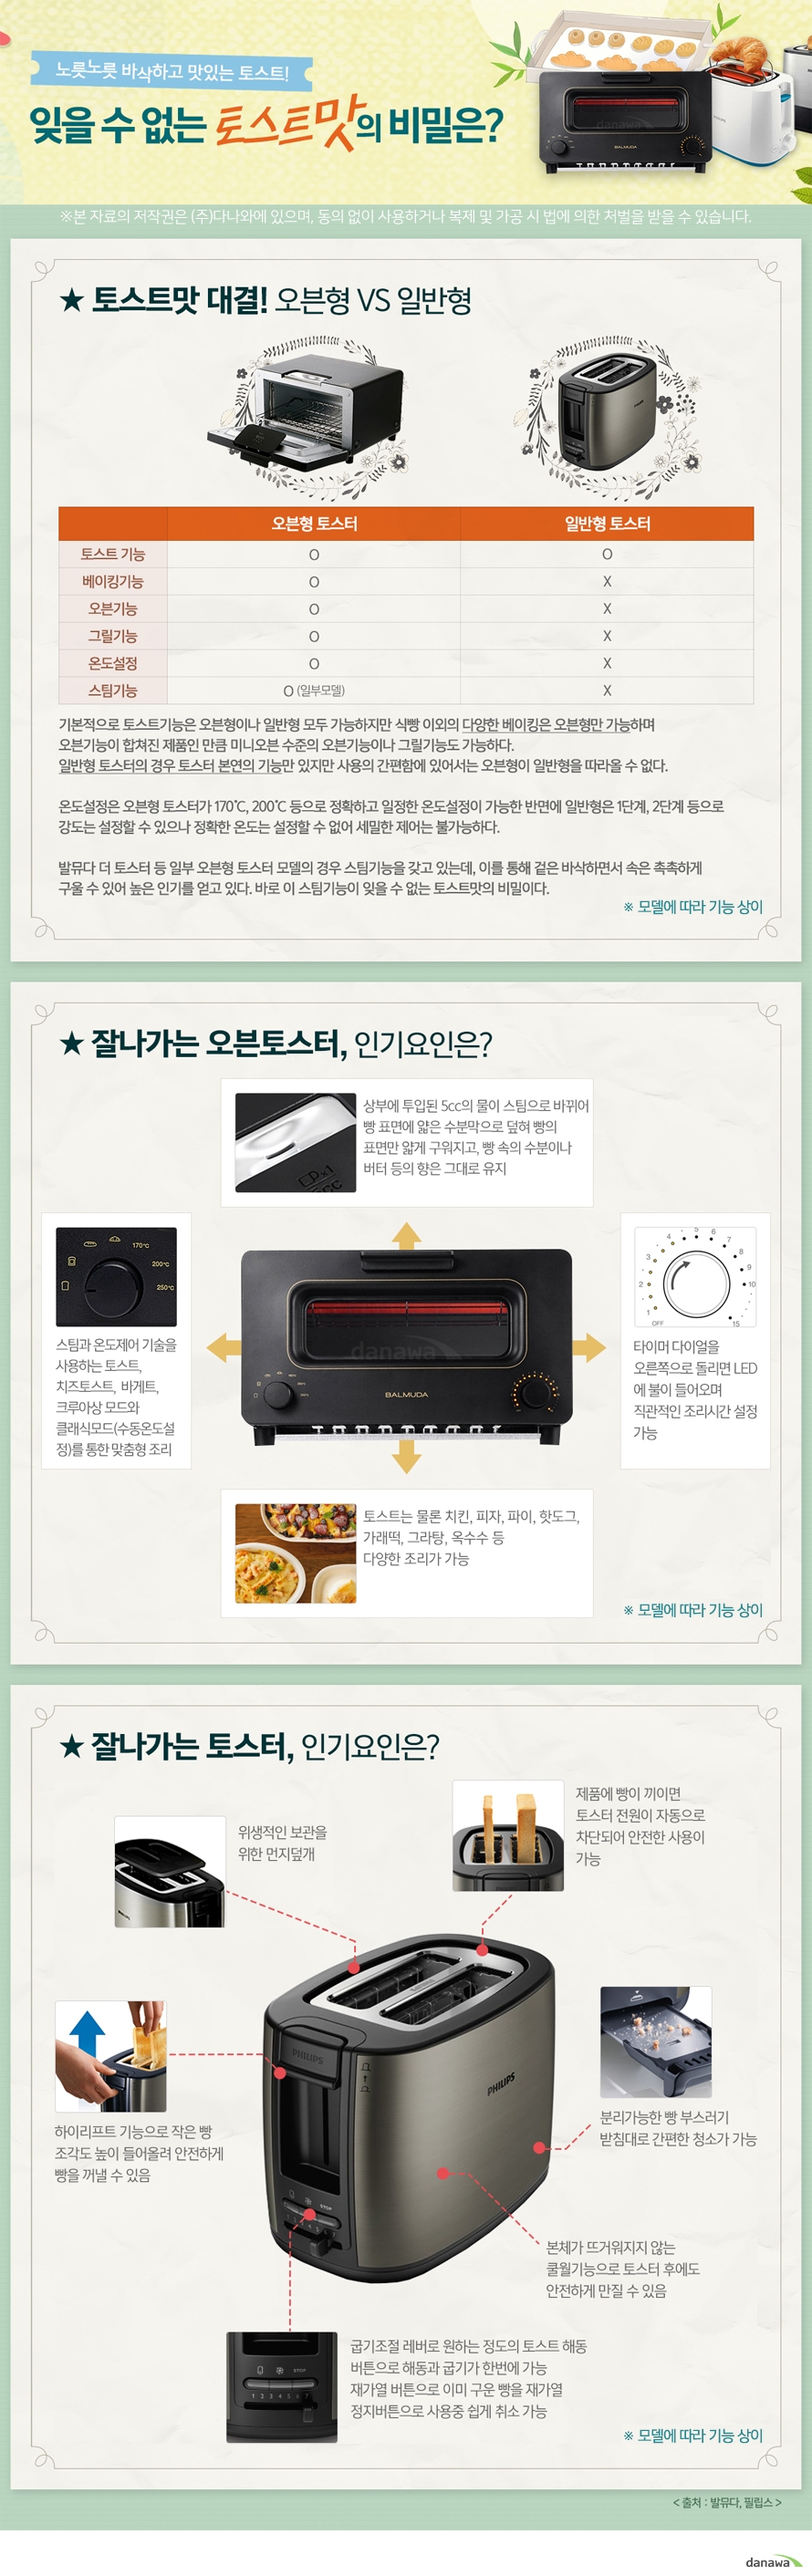 노릇노릇 바삭하고 맛있는 토스트!
잊을 수 없는 토스트맛의 비밀은?
danawa
BALMUDA
※본 자료의 저작권은 (주)다나와에 있으며, 동의 없이 사용하거나 복제 및 가공 시 법에 의한 처벌을 받을 수 있습니다.
★ 토스트맛 대결! 오븐형 VS 일반형
오븐형 토스터 일반형 토스터
토스트 기능 O O
베이킹기능 O X
오븐기능 O X
그릴기능 O X
온도설정 O X
스팀기능 O (일부모델) X
기본적으로 토스트기능은 오븐형이나 일반형 모두 가능하지만 식빵 이외의 다양한 베이킹은 오븐형만 가능하며
오븐기능이 합쳐진 제품인 만큼 미니오븐 수준의 오븐기능이나 그릴기능도 가능하다.
일반형 토스터의 경우 토스터 본연의 기능만 있지만 사용의 간편함에 있어서는 오븐형이 일반형을 따라올 수 없다.
온도설정은 오븐형 토스터가 170℃, 200℃ 등으로 정확하고 일정한 온도설정이 가능한 반면에 일반형은 1단계, 2단계 등으로
강도는 설정할 수 있으나 정확한 온도는 설정할 수 없어 세밀한 제어는 불가능하다.
발뮤다 더 토스터 등 일부 오븐형 토스터 모델의 경우 스팀기능을 갖고 있는데, 이를 통해 겉은 바삭하면서 속은 촉촉하게
구울 수 있어 높은 인기를 얻고 있다. 바로 이 스팀기능이 잊을 수 없는 토스트맛의 비밀이다.
※ 모델에 따라 기능 상이
★ 잘나가는 오븐토스터, 인기요인은?
상부에 투입된 5cc의 물이 스팀으로 바뀌어
빵 표면에 얇은 수분막으로 덮혀 빵의
표면만 얇게 구워지고, 빵 속의 수분이나
버터 등의 향은 그대로 유지
170℃
200℃
250℃
스팀과 온도제어 기술을
사용하는 토스트,
치즈토스트, 바게트,
크루아상 모드와
클래식모드(수동온도설
정)를 통한 맞춤형 조리
danawa
BALMUDA
OFF 1 2 3 4 5 6 7 8 9 10 15
타이머 다이얼을
오른쪽으로 돌리면 LED
에 불이 들어오며
직관적인 조리시간 설정
가능
토스트는 물론 치킨, 피자, 파이, 핫도그,
가래떡, 그라탕, 옥수수 등
다양한 조리가 가능
※ 모델에 따라 기능 상이
★ 잘나가는 토스터, 인기요인은?
위생적인 보관을
위한 먼지덮개
제품에 빵이 끼이면
토스터 전원이 자동으로
차단되어 안전한 사용이
가능
PHILIPS
PHILIPS
STOP
하이리프트 기능으로 작은 빵
조각도 높이 들어올려 안전하게
빵을 꺼낼 수 있음
분리가능한 빵 부스러기
받침대로 간편한 청소가 가능
본체가 뜨거워지지 않는
쿨월기능으로 토스터 후에도
안전하게 만질 수 있음
STOP
1 2 3 4 5 6 7
굽기조절 레버로 원하는 정도의 토스트 해동
버튼으로 해동과 굽기가 한번에 가능
재가열 버튼으로 이미 구운 빵을 재가열
정지버튼으로 사용중 쉽게 취소 가능
※ 모델에 따라 기능 상이
< 출처 : 발뮤다, 필립스 >
danawa